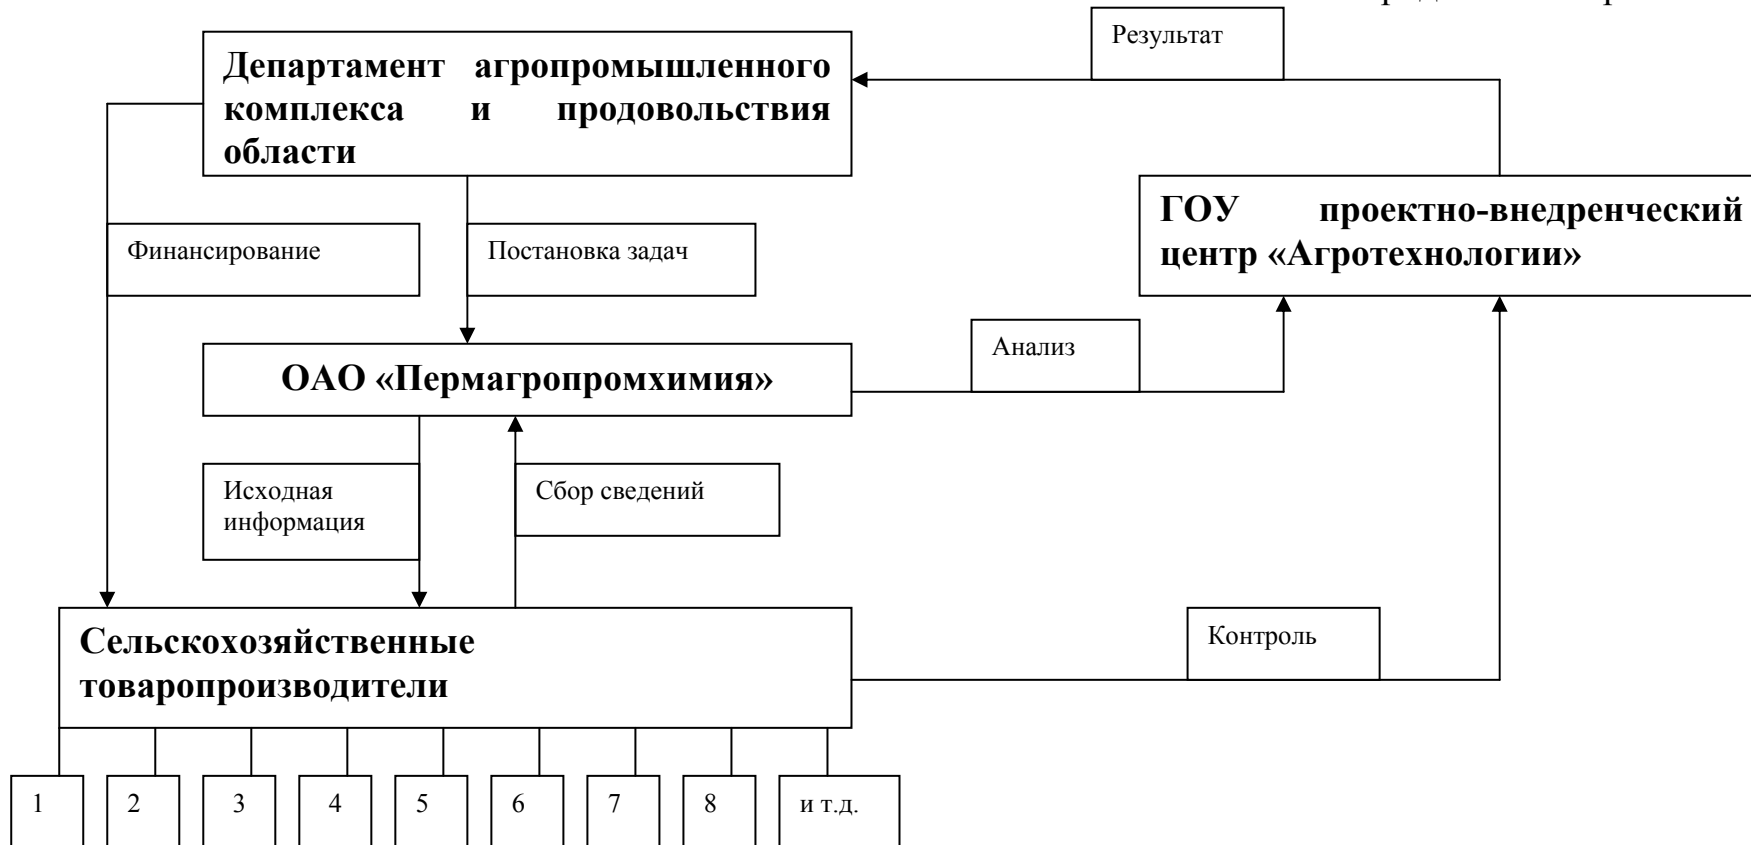 Результат
Департамент агропромышленного
комплекса и продовольствия
области
ГОУ проектно-внедренческий
центр «Агротехнологии»
Финансирование
Постановка задач
Анализ
ОАО «Пермагропромхимия»
Исходная
информация
Сбор сведений
Контроль
Сельскохозяйственные
товаропроизводители
1
2
3
4
5
6
7
8
и т.д.